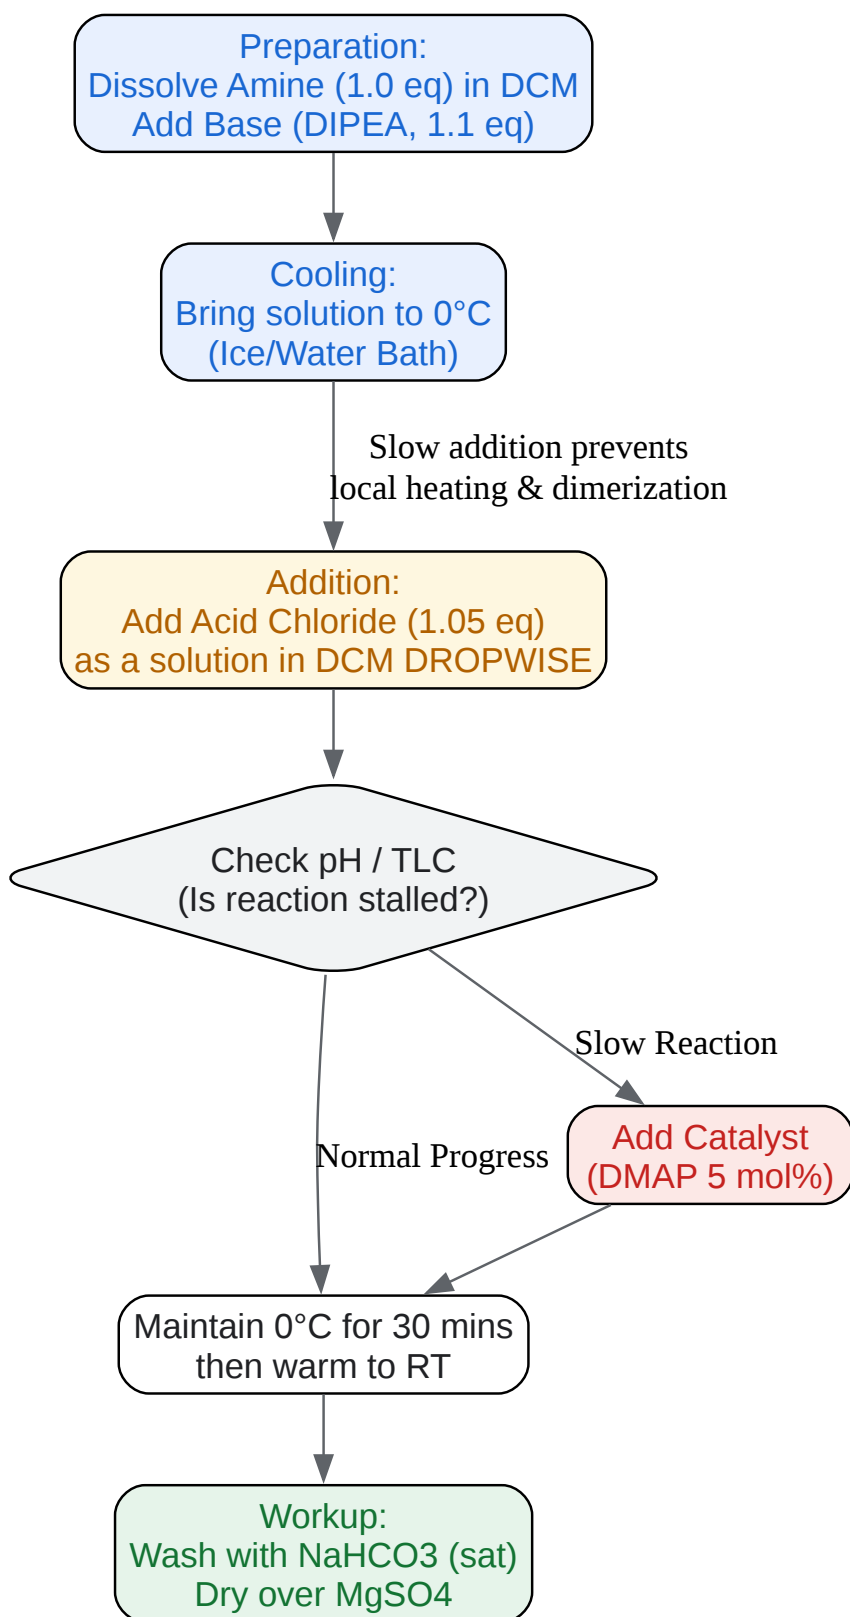 Preparation:
Dissolve Amine (1.0 eq) in DCM
Add Base (DIPEA, 1.1 eq)
Cooling:
Bring solution to 0°C
(Ice/Water Bath)
Slow addition prevents
local heating & dimerization
Addition:
Add Acid Chloride (1.05 eq)
as a solution in DCM DROPWISE
Check pH / TLC
(Is reaction stalled?)
Slow Reaction
Normal Progress
Add Catalyst
(DMAP 5 mol%)
Maintain 0°C for 30 mins
then warm to RT
Workup:
Wash with NaHCO3 (sat)
Dry over MgSO4